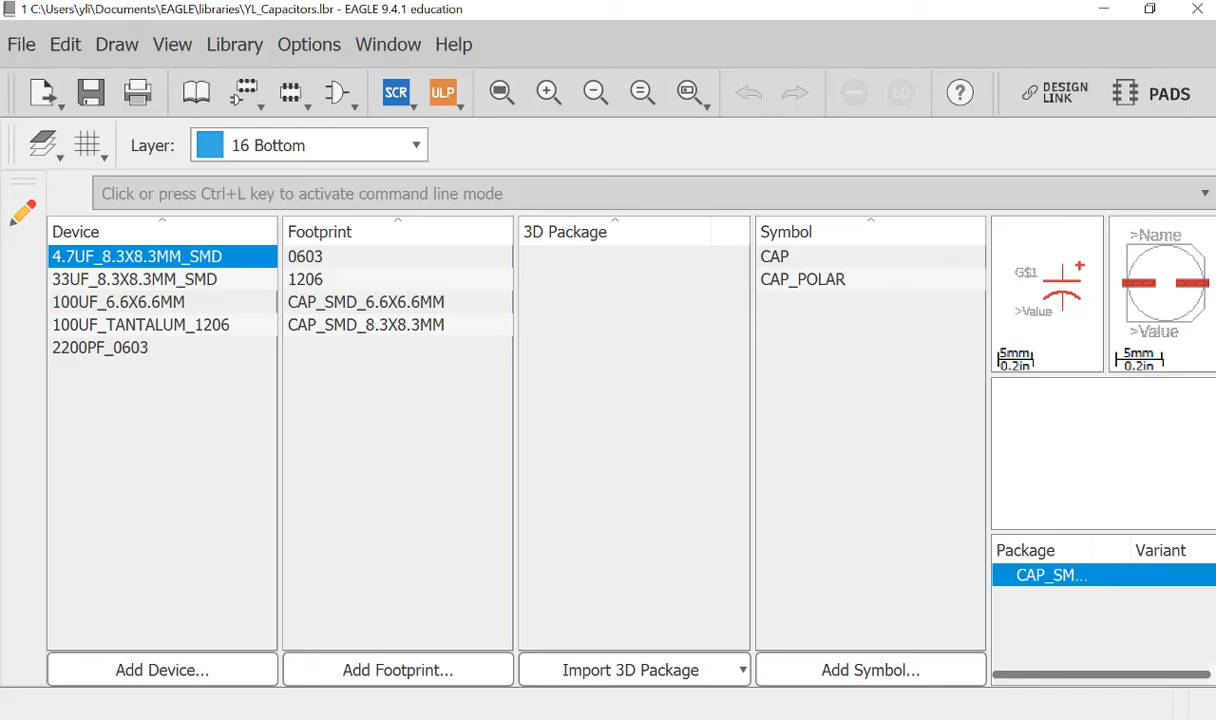 1 C:\Users\yli\Documents\EAGLE\libraries\YL_Capacitors.lbr - EAGLE 9.4.1 education
File Edit Draw View Library Options Window Help
SCR ULP DESIGN LINK PADS
Layer: 16 Bottom
Click or press Ctrl+L key to activate command line mode
Device Footprint 3D Package Symbol
4.7UF_8.3X8.3MM_SMD 0603 CAP
33UF_8.3X8.3MM_SMD 1206 CAP_POLAR
100UF_6.6X6.6MM CAP_SMD_6.6X6.6MM
100UF_TANTALUM_1206 CAP_SMD_8.3X8.3MM
2200PF_0603
G$1
>Value
5mm
0.2in
>Name
>Value
5mm
0.2in
Package Variant
CAP_SM...
Add Device... Add Footprint... Import 3D Package Add Symbol...